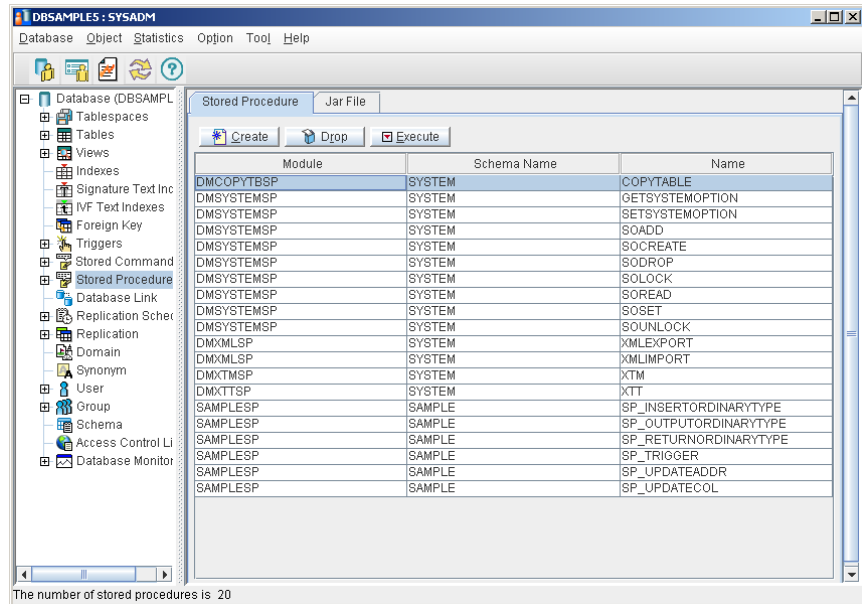 DBSAMPLE5 : SYSADM
Database Object Statistics Option Tool Help
Database (DBSAMPL
Tablespaces
Tables
Views
Indexes
Signature Text Inc
IVF Text Indexes
Foreign Key
Triggers
Stored Command
Stored Procedure
Database Link
Replication Sched
Replication
Domain
Synonym
User
Group
Schema
Access Control Li
Database Monitor
Stored Procedure Jar File
Create Drop Execute
Module Schema Name Name
DMCOPYTBSP SYSTEM COPYTABLE
DMSYSTEMSP SYSTEM GETSYSTEMOPTION
DMSYSTEMSP SYSTEM SETSYSTEMOPTION
DMSYSTEMSP SYSTEM SOADD
DMSYSTEMSP SYSTEM SOCREATE
DMSYSTEMSP SYSTEM SODROP
DMSYSTEMSP SYSTEM SOLOCK
DMSYSTEMSP SYSTEM SOREAD
DMSYSTEMSP SYSTEM SOSET
DMSYSTEMSP SYSTEM SOUNLOCK
DMXMLSP SYSTEM XMLEXPORT
DMXMLSP SYSTEM XMLIMPORT
DMXTMSP SYSTEM XTM
DMXTTSP SYSTEM XTT
SAMPLESP SAMPLE SP_INSERTORDINARYTYPE
SAMPLESP SAMPLE SP_OUTPUTORDINARYTYPE
SAMPLESP SAMPLE SP_RETURNORDINARYTYPE
SAMPLESP SAMPLE SP_TRIGGER
SAMPLESP SAMPLE SP_UPDATEADDR
SAMPLESP SAMPLE SP_UPDATECOL
The number of stored procedures is 20